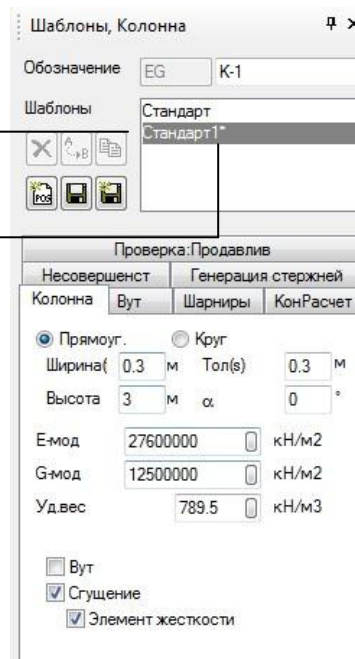 Шаблоны, Колонна
Обозначение EG K-1
Шаблоны
Стандарт
Стандарт1*
A B
POS
Проверка:Продавлив
Несовершенст Генерация стержней
Колонна Вут Шарниры КонРасчет
Прямоуг. Круг
Ширина( 0.3 м Тол(s) 0.3 м
Высота 3 м α 0 °
E-мод 27600000 кН/м2
G-мод 12500000 кН/м2
Уд.вес 789.5 кН/м3
Вут
Сгущение
Элемент жесткости